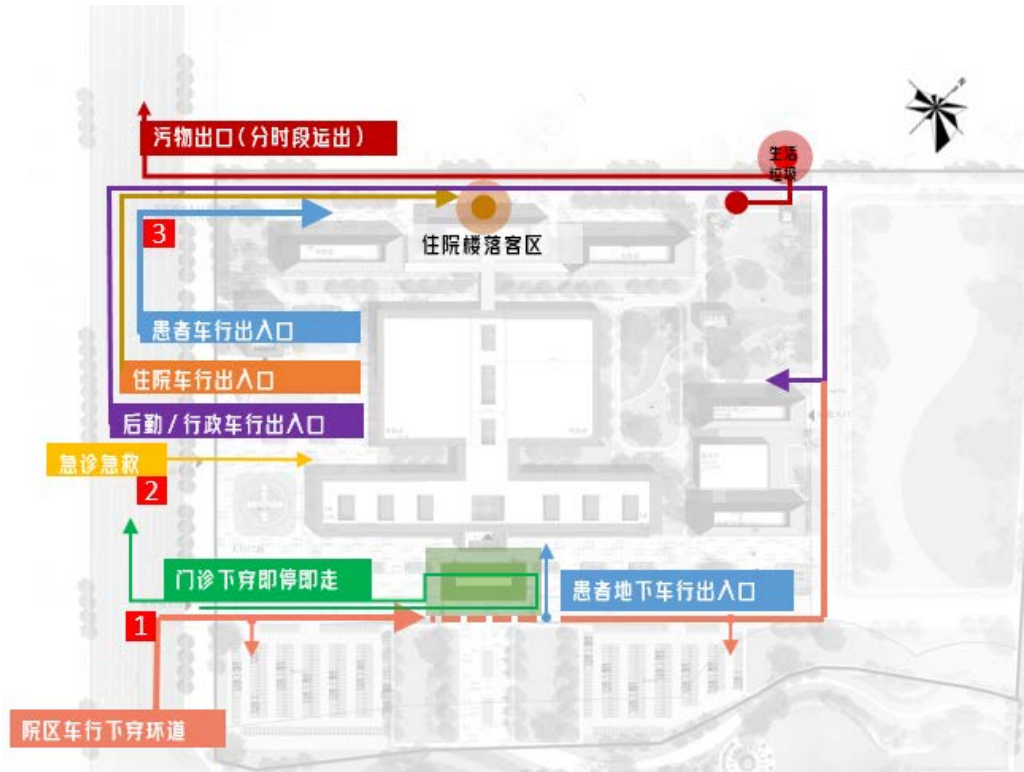 污物出口(分时段运出)
生活
垃圾
3
住院楼落客区
患者车行出入口
住院车行出入口
后勤/行政车行出入口
急诊急救
2
门诊下穿即停即走
患者地下车行出入口
1
院区车行下穿环道